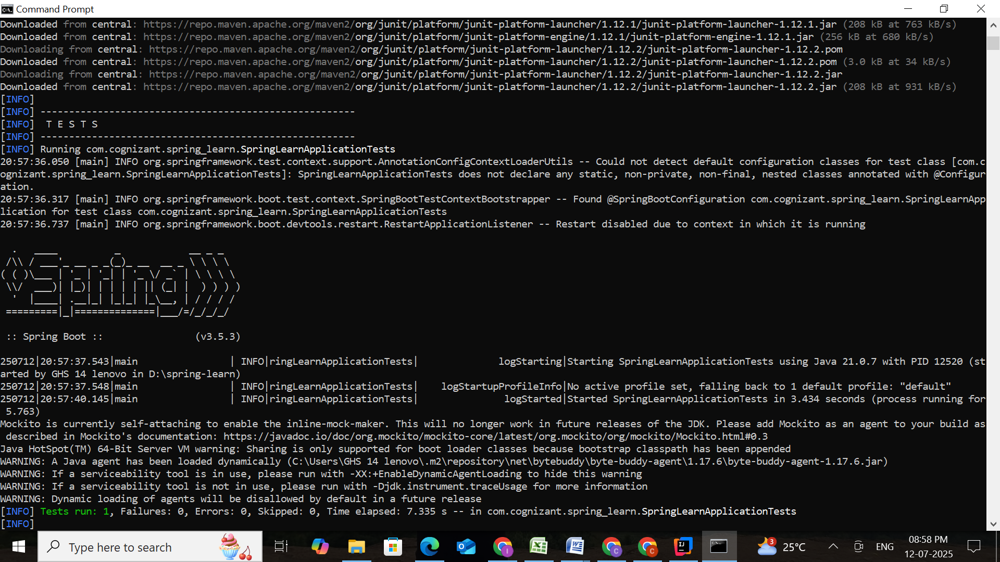 Command Prompt
Downloaded from central: https://repo.maven.apache.org/maven2/org/junit/platform/junit-platform-launcher/1.12.1/junit-platform-launcher-1.12.1.jar (208 kB at 763 kB/s)
Downloaded from central: https://repo.maven.apache.org/maven2/org/junit/platform/junit-platform-engine/1.12.1/junit-platform-engine-1.12.1.jar (256 kB at 680 kB/s)
Downloading from central: https://repo.maven.apache.org/maven2/org/junit/platform/junit-platform-launcher/1.12.2/junit-platform-launcher-1.12.2.pom
Downloaded from central: https://repo.maven.apache.org/maven2/org/junit/platform/junit-platform-launcher/1.12.2/junit-platform-launcher-1.12.2.pom (3.0 kB at 34 kB/s)
Downloading from central: https://repo.maven.apache.org/maven2/org/junit/platform/junit-platform-launcher/1.12.2/junit-platform-launcher-1.12.2.jar
Downloaded from central: https://repo.maven.apache.org/maven2/org/junit/platform/junit-platform-launcher/1.12.2/junit-platform-launcher-1.12.2.jar (208 kB at 931 kB/s)
[INFO]
[INFO] -------------------------------------------------------
[INFO]  T E S T S
[INFO] -------------------------------------------------------
[INFO] Running com.cognizant.spring_learn.SpringLearnApplicationTests
20:57:36.050 [main] INFO org.springframework.test.context.support.AnnotationConfigContextLoaderUtils -- Could not detect default configuration classes for test class [com.c
ognizant.spring_learn.SpringLearnApplicationTests]: SpringLearnApplicationTests does not declare any static, non-private, non-final, nested classes annotated with @Configur
ation.
20:57:36.317 [main] INFO org.springframework.boot.test.context.SpringBootTestContextBootstrapper -- Found @SpringBootConfiguration com.cognizant.spring_learn.SpringLearnApp
lication for test class com.cognizant.spring_learn.SpringLearnApplicationTests
20:57:36.737 [main] INFO org.springframework.boot.devtools.restart.RestartApplicationListener -- Restart disabled due to context in which it is running
  .   ____          _            __ _ _
 /\\ / ___'_ __ _ _(_)_ __  __ _ \ \ \ \
( ( )\___ | '_ | '_| | '_ \/ _` | \ \ \ \
 \\/  ___)| |_)| | | | | || (_| |  ) ) ) )
  '  |____| .__|_| |_|_| |_\__, | / / / /
 =========|_|==============|___/=/_/_/_/
 :: Spring Boot ::                (v3.5.3)
250712|20:57:37.543|main                | INFO|ringLearnApplicationTests|              logStarting|Starting SpringLearnApplicationTests using Java 21.0.7 with PID 12520 (st
arted by GHS 14 lenovo in D:\spring-learn)
250712|20:57:37.548|main                | INFO|ringLearnApplicationTests|    logStartupProfileInfo|No active profile set, falling back to 1 default profile: "default"
250712|20:57:40.145|main                | INFO|ringLearnApplicationTests|               logStarted|Started SpringLearnApplicationTests in 3.434 seconds (process running for
 5.763)
Mockito is currently self-attaching to enable the inline-mock-maker. This will no longer work in future releases of the JDK. Please add Mockito as an agent to your build as
 described in Mockito's documentation: https://javadoc.io/doc/org.mockito/mockito-core/latest/org.mockito/org/mockito/Mockito.html#0.3
Java HotSpot(TM) 64-Bit Server VM warning: Sharing is only supported for boot loader classes because bootstrap classpath has been appended
WARNING: A Java agent has been loaded dynamically (C:\Users\GHS 14 lenovo\.m2\repository\net\bytebuddy\byte-buddy-agent\1.17.6\byte-buddy-agent-1.17.6.jar)
WARNING: If a serviceability tool is in use, please run with -XX:+EnableDynamicAgentLoading to hide this warning
WARNING: If a serviceability tool is not in use, please run with -Djdk.instrument.traceUsage for more information
WARNING: Dynamic loading of agents will be disallowed by default in a future release
[INFO] Tests run: 1, Failures: 0, Errors: 0, Skipped: 0, Time elapsed: 7.335 s -- in com.cognizant.spring_learn.SpringLearnApplicationTests
[INFO]
Type here to search
3
25°C
ENG
08:58 PM
12-07-2025